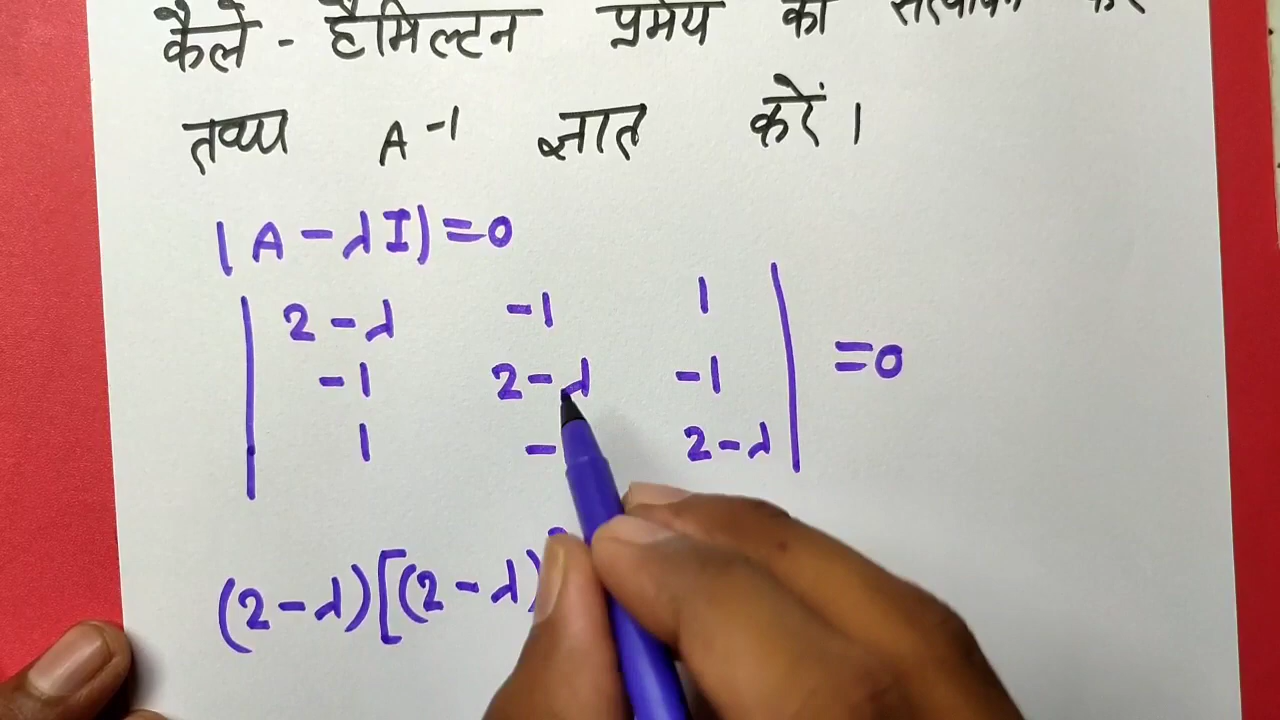 कैले - हैमिल्टन प्रमेय का
तथा A⁻¹ ज्ञात करें ।
|A - λI| = 0
| 2-λ -1 1 |
| -1 2-λ -1 | = 0
| 1 - 2-λ |
(2-λ)[(2-λ)